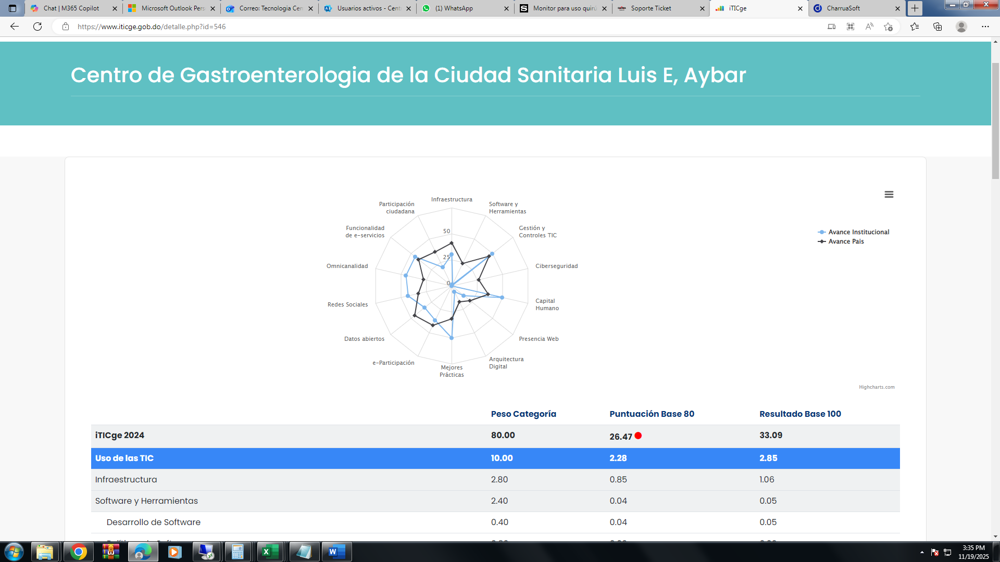 Chat | M365 Copilot
Microsoft Outlook Pers
Correo: Tecnologia Cen
Usuarios activos - Cent
(1) WhatsApp
Monitor para uso quirú
Soporte Ticket
iTICge
CharruaSoft
https://www.iticge.gob.do/detalle.php?id=546
Centro de Gastroenterologia de la Ciudad Sanitaria Luis E, Aybar
Infraestructura
Software y
Herramientas
Gestión y
Controles TIC
Ciberseguridad
Capital
Humano
Presencia Web
Arquitectura
Digital
Mejores
Prácticas
e-Participación
Datos abiertos
Redes Sociales
Omnicanalidad
Funcionalidad
de e-servicios
Participación
ciudadana
50
25
0
Avance Institucional
Avance Pais
Highcharts.com
Peso Categoría Puntuación Base 80 Resultado Base 100
iTICge 2024 80.00 26.47 33.09
Uso de las TIC 10.00 2.28 2.85
Infraestructura 2.80 0.85 1.06
Software y Herramientas 2.40 0.04 0.05
Desarrollo de Software 0.40 0.04 0.05
3:35 PM
11/19/2025